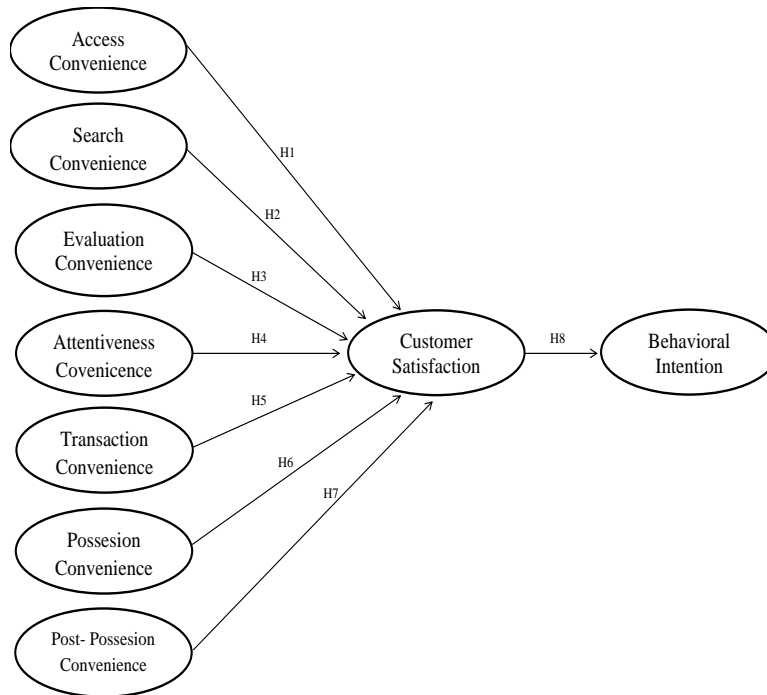 Access
Convenience
H1
Search
Convenience
H2
Evaluation
Convenience
H3
Attentiveness
Covenicence
H4
Customer
Satisfaction
H8
Behavioral
Intention
Transaction
Convenience
H5
Possesion
Convenience
H6
H7
Post- Possesion
Convenience